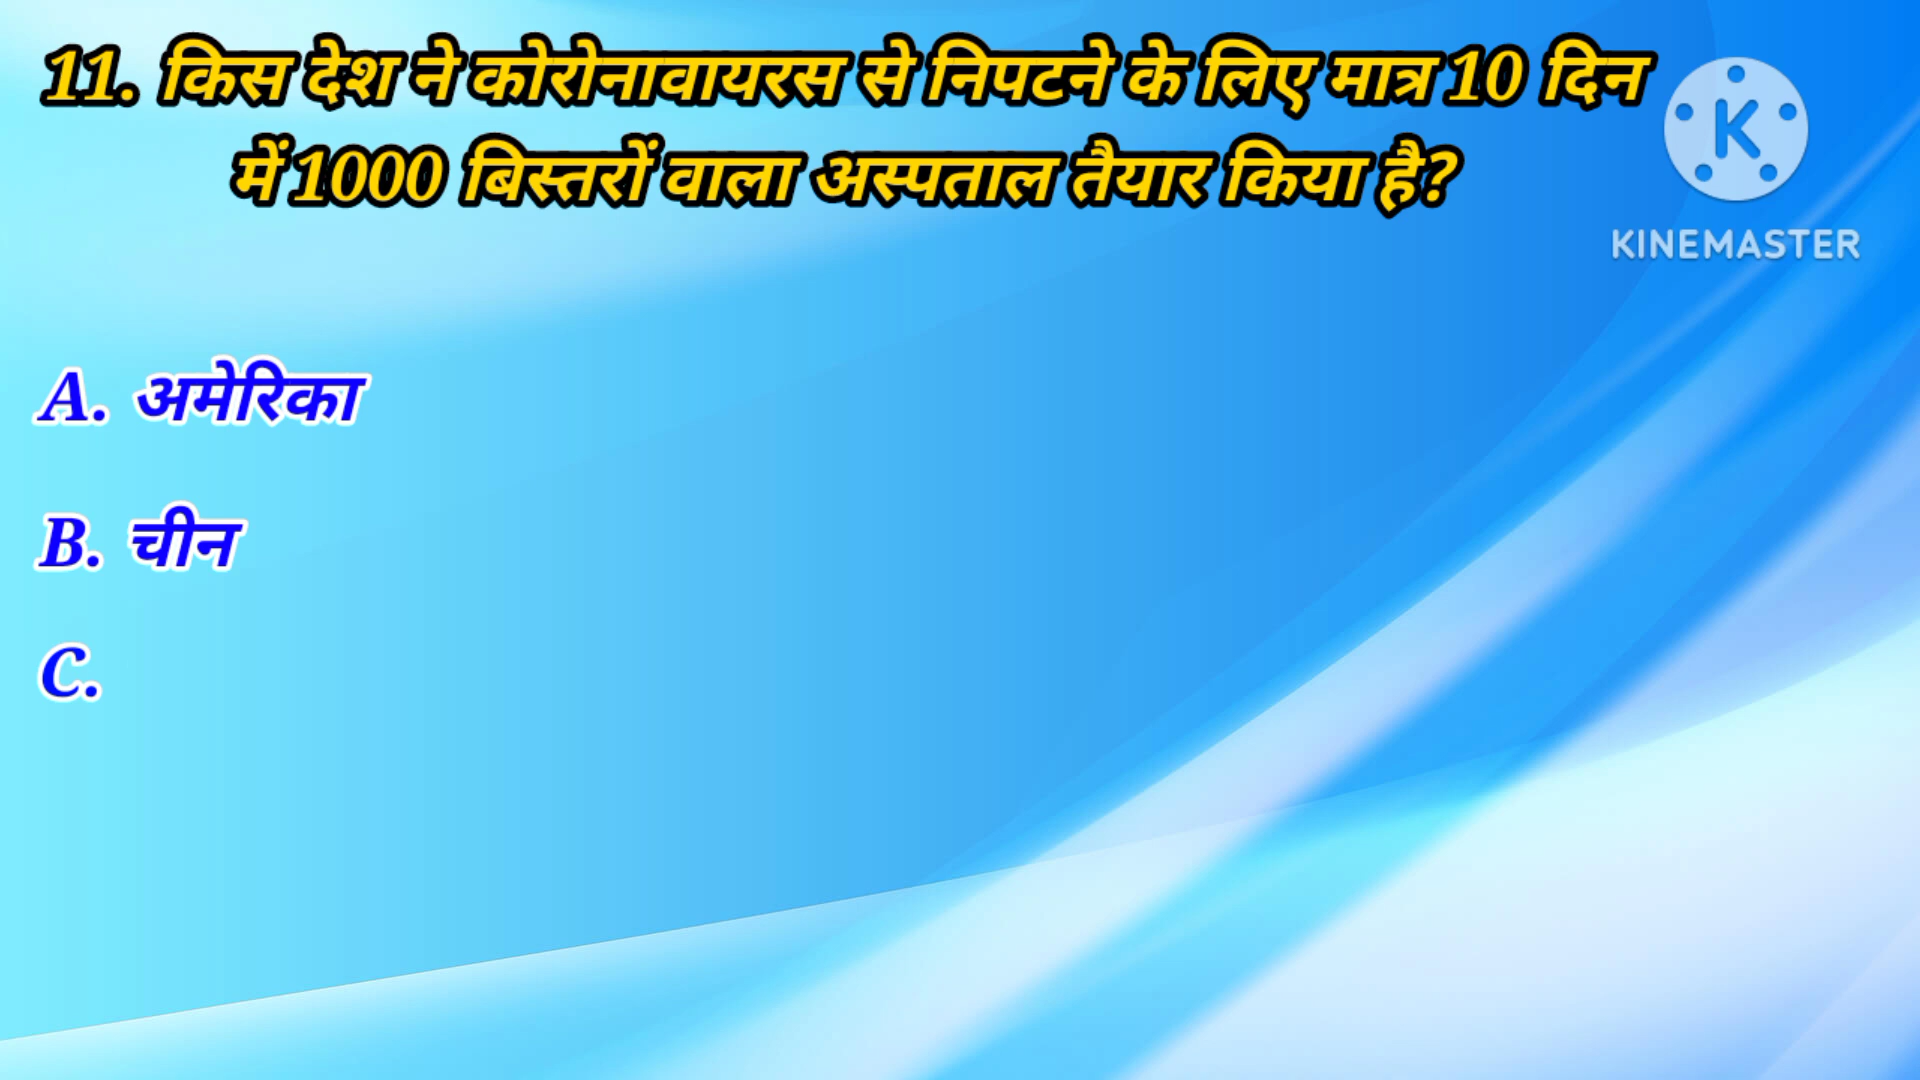 11. किस देश ने कोरोनावायरस से निपटने के लिए मात्र 10 दिन
में 1000 बिस्तरों वाला अस्पताल तैयार किया है?
K
KINEMASTER
A. अमेरिका
B. चीन
C.